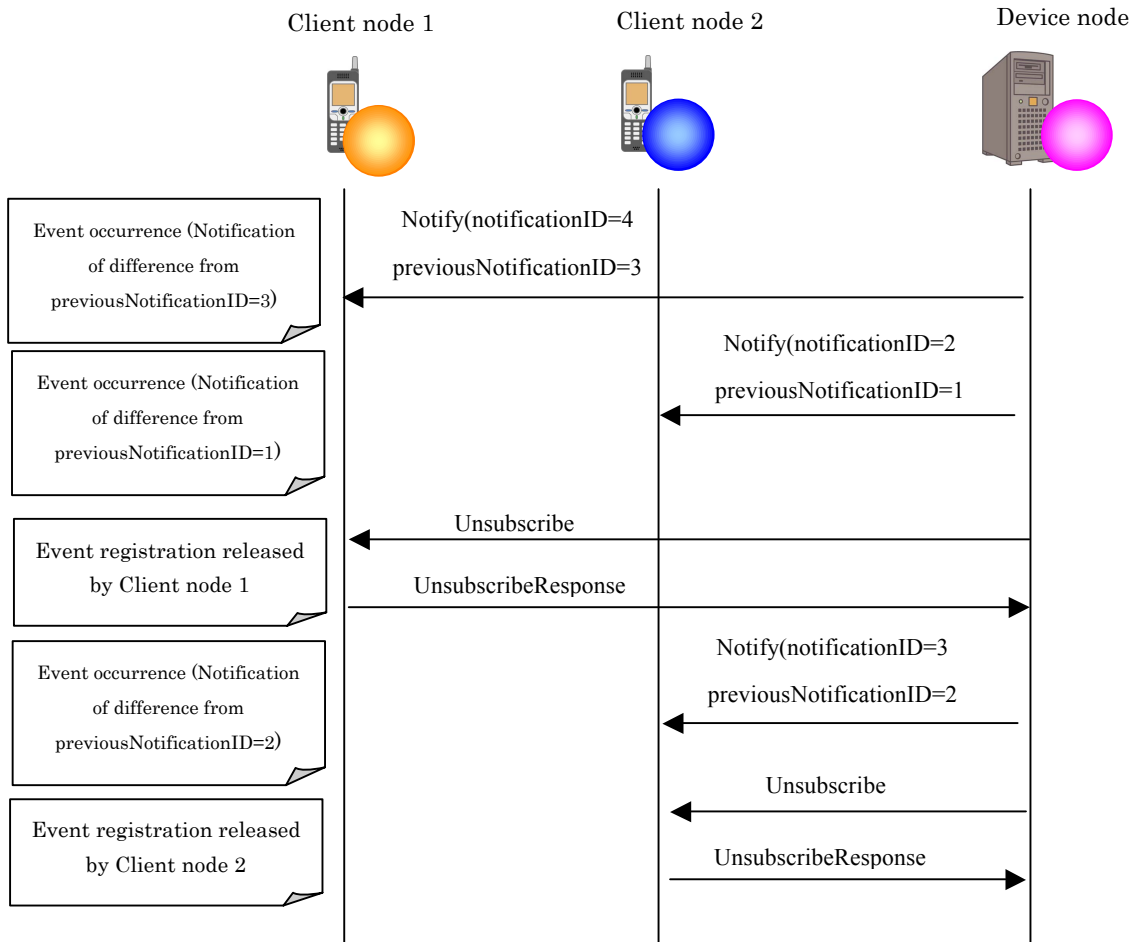 Client node 1
Client node 2
Device node
Event occurrence (Notification
of difference from
previousNotificationID=3)
Notify(notificationID=4
previousNotificationID=3
Event occurrence (Notification
of difference from
previousNotificationID=1)
Notify(notificationID=2
previousNotificationID=1
Event registration released
by Client node 1
Unsubscribe
UnsubscribeResponse
Event occurrence (Notification
of difference from
previousNotificationID=2)
Notify(notificationID=3
previousNotificationID=2
Event registration released
by Client node 2
Unsubscribe
UnsubscribeResponse